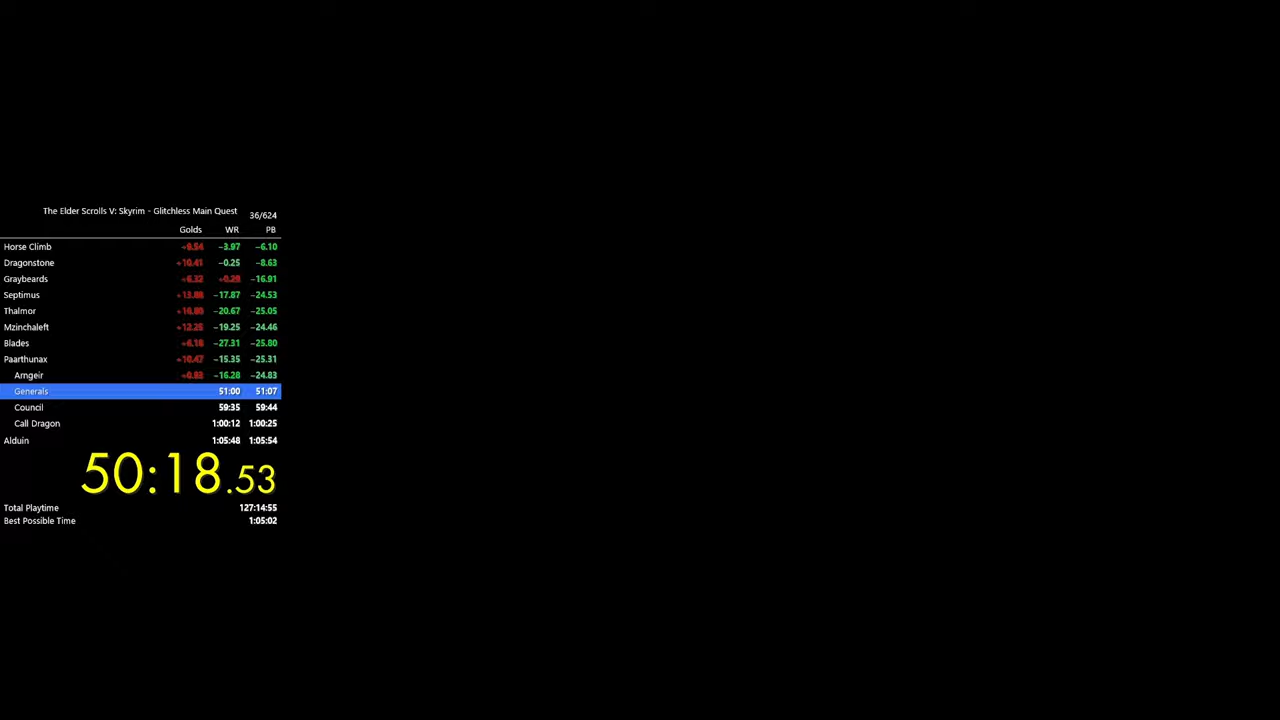 The Elder Scrolls V: Skyrim - Glitchless Main Quest 36/624
Golds WR PB
Horse Climb +9.54 −3.97 −6.10
Dragonstone +10.41 −0.25 −8.63
Graybeards +6.32 +0.28 −16.91
Septimus +13.88 −17.87 −24.53
Thalmor −20.67 −25.05
Mzinchaleft −19.25 −24.46
Blades +6.18 −27.31 −25.80
Paarthunax +10.47 −15.35 −25.31
Arngeir +0.93 −16.28 −24.83
Generals 51:00 51:07
Council 59:35 59:44
Call Dragon 1:00:12 1:00:25
Alduin 1:05:48 1:05:54
50:18.53
Total Playtime 127:14:55
Best Possible Time 1:05:02